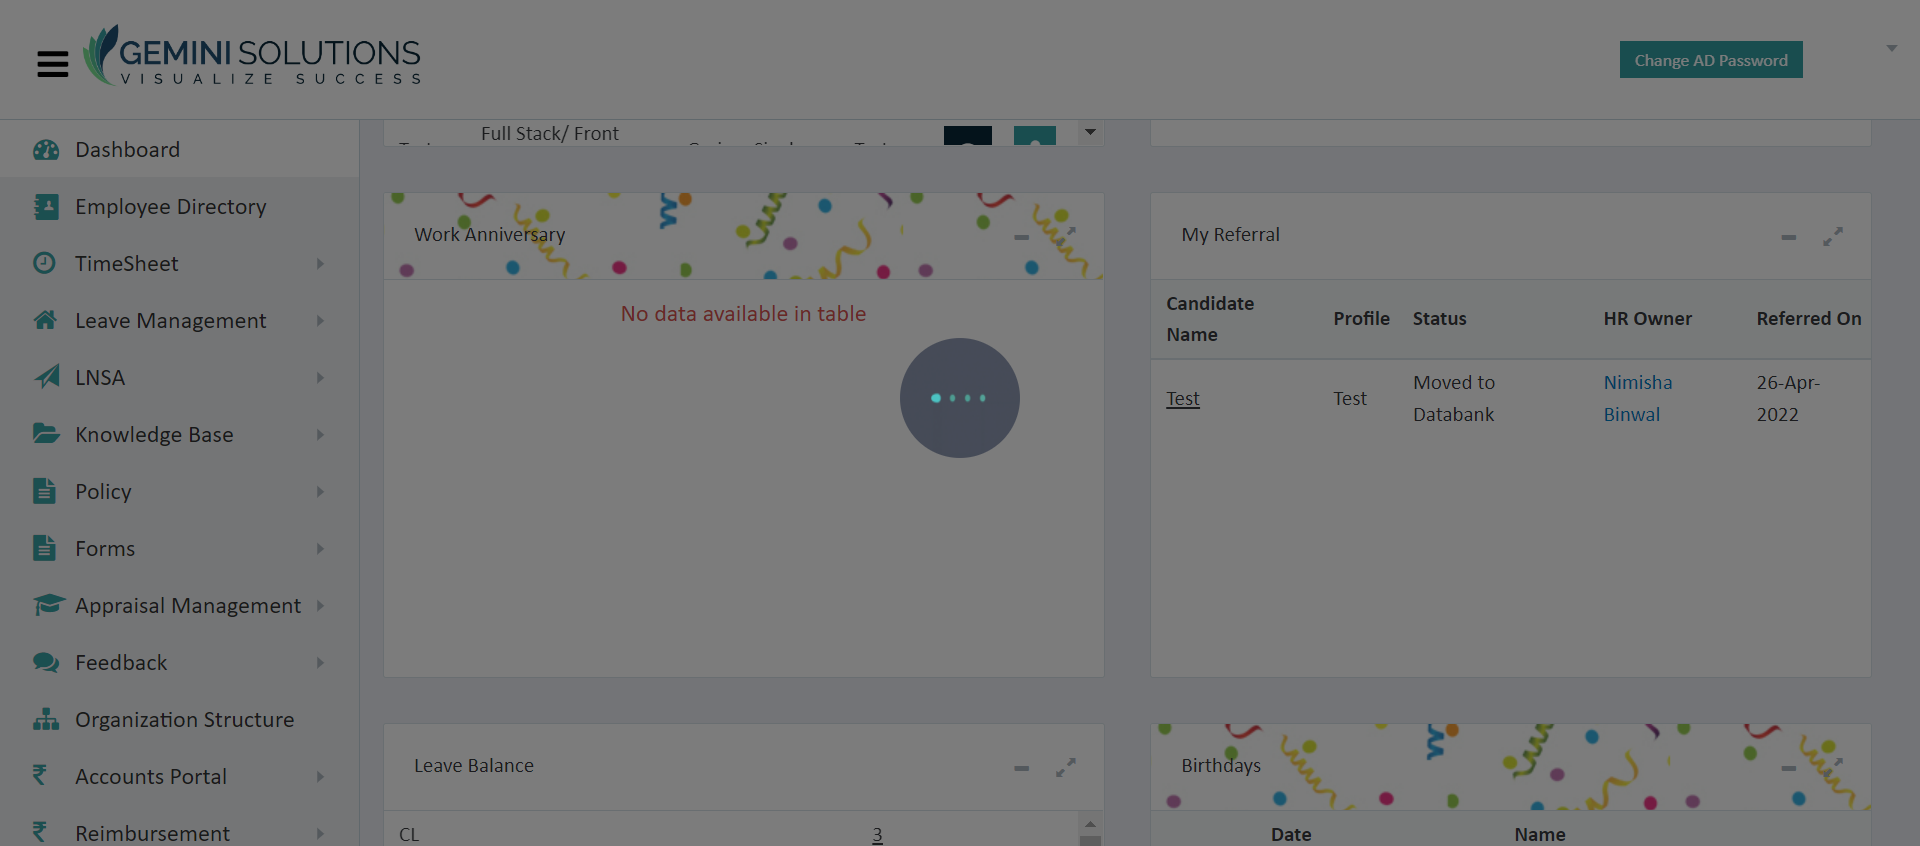 GEMINI SOLUTIONS
VISUALIZE SUCCESS
Change AD Password
Dashboard
Employee Directory
TimeSheet
Leave Management
LNSA
Knowledge Base
Policy
Forms
Appraisal Management
Feedback
Organization Structure
Accounts Portal
Reimbursement
Full Stack/ Front
Work Anniversary
No data available in table
My Referral
Candidate Name Profile Status HR Owner Referred On
Test Test Moved to Databank Nimisha Binwal 26-Apr-2022
Leave Balance
CL 3
Birthdays
Date Name